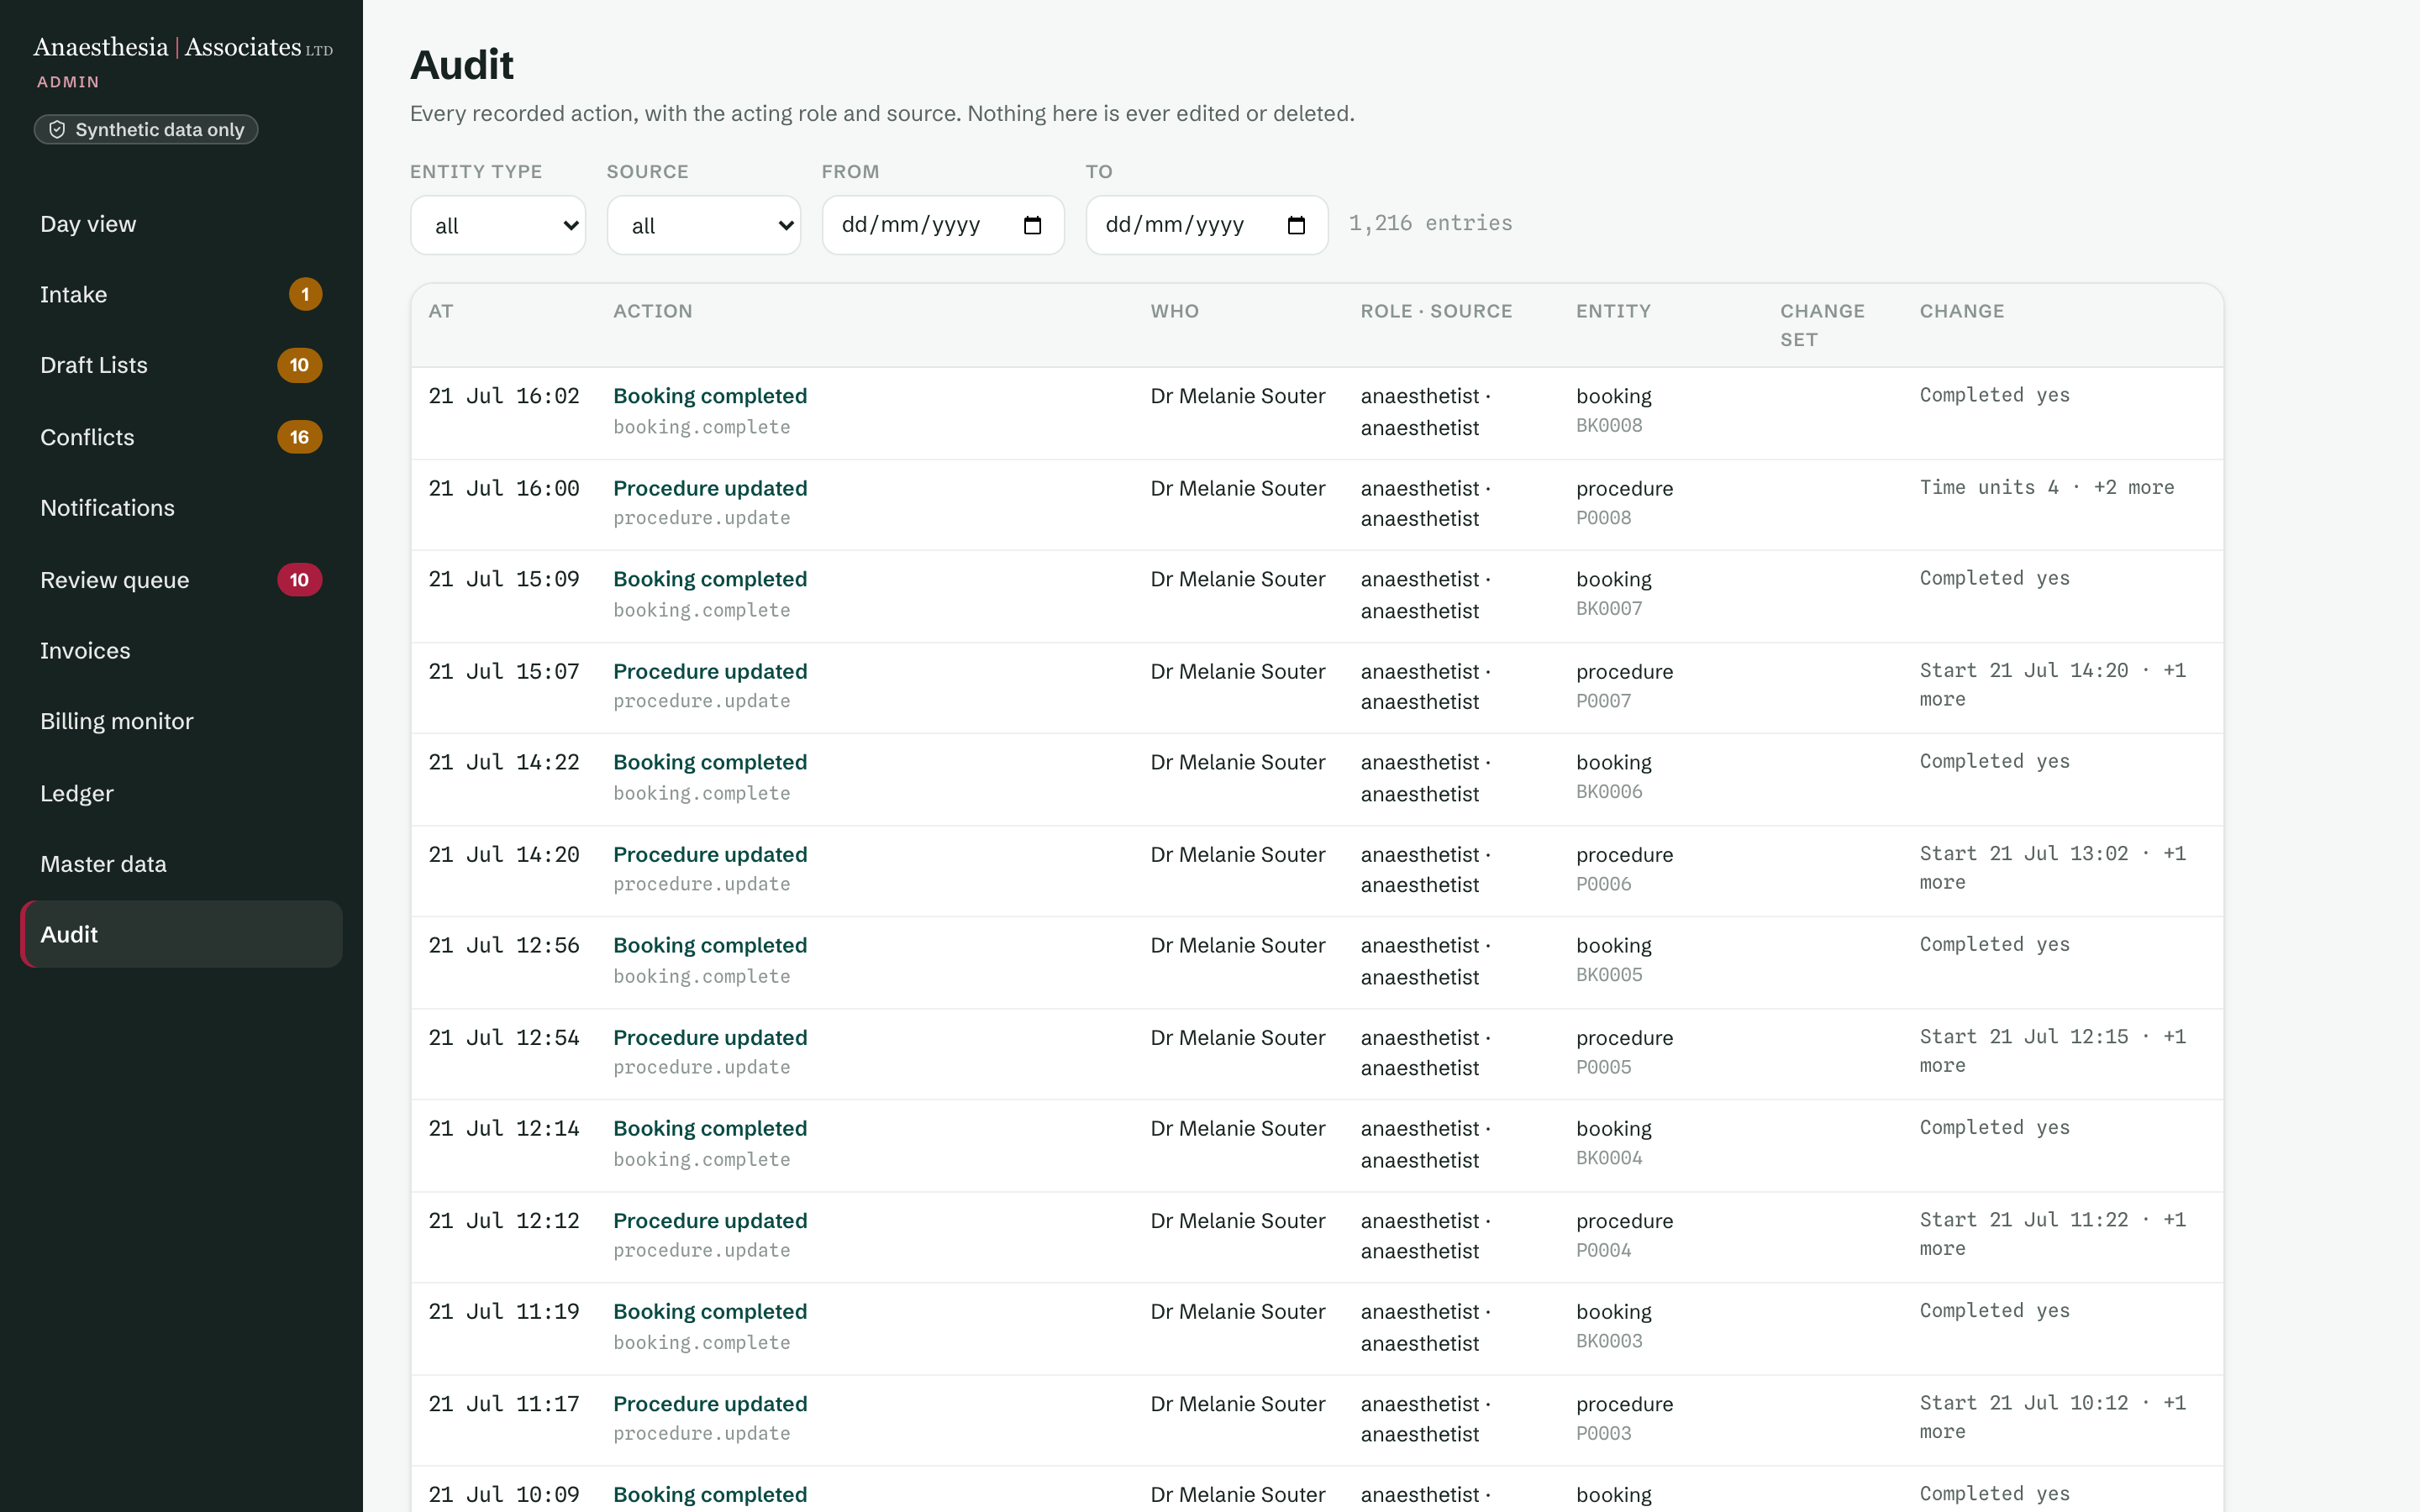 Anaesthesia | Associates LTD
ADMIN
Synthetic data only
Day view
Intake 1
Draft Lists 10
Conflicts 16
Notifications
Review queue 10
Invoices
Billing monitor
Ledger
Master data
Audit
Audit
Every recorded action, with the acting role and source. Nothing here is ever edited or deleted.
ENTITY TYPE SOURCE FROM TO
all all dd/mm/yyyy dd/mm/yyyy 1,216 entries
AT ACTION WHO ROLE · SOURCE ENTITY CHANGE CHANGE
SET
21 Jul 16:02 Booking completed Dr Melanie Souter anaesthetist · booking Completed yes
booking.complete anaesthetist BK0008
21 Jul 16:00 Procedure updated Dr Melanie Souter anaesthetist · procedure Time units 4 · +2 more
procedure.update anaesthetist P0008
21 Jul 15:09 Booking completed Dr Melanie Souter anaesthetist · booking Completed yes
booking.complete anaesthetist BK0007
21 Jul 15:07 Procedure updated Dr Melanie Souter anaesthetist · procedure Start 21 Jul 14:20 · +1
procedure.update anaesthetist P0007 more
21 Jul 14:22 Booking completed Dr Melanie Souter anaesthetist · booking Completed yes
booking.complete anaesthetist BK0006
21 Jul 14:20 Procedure updated Dr Melanie Souter anaesthetist · procedure Start 21 Jul 13:02 · +1
procedure.update anaesthetist P0006 more
21 Jul 12:56 Booking completed Dr Melanie Souter anaesthetist · booking Completed yes
booking.complete anaesthetist BK0005
21 Jul 12:54 Procedure updated Dr Melanie Souter anaesthetist · procedure Start 21 Jul 12:15 · +1
procedure.update anaesthetist P0005 more
21 Jul 12:14 Booking completed Dr Melanie Souter anaesthetist · booking Completed yes
booking.complete anaesthetist BK0004
21 Jul 12:12 Procedure updated Dr Melanie Souter anaesthetist · procedure Start 21 Jul 11:22 · +1
procedure.update anaesthetist P0004 more
21 Jul 11:19 Booking completed Dr Melanie Souter anaesthetist · booking Completed yes
booking.complete anaesthetist BK0003
21 Jul 11:17 Procedure updated Dr Melanie Souter anaesthetist · procedure Start 21 Jul 10:12 · +1
procedure.update anaesthetist P0003 more
21 Jul 10:09 Booking completed Dr Melanie Souter anaesthetist · booking Completed yes